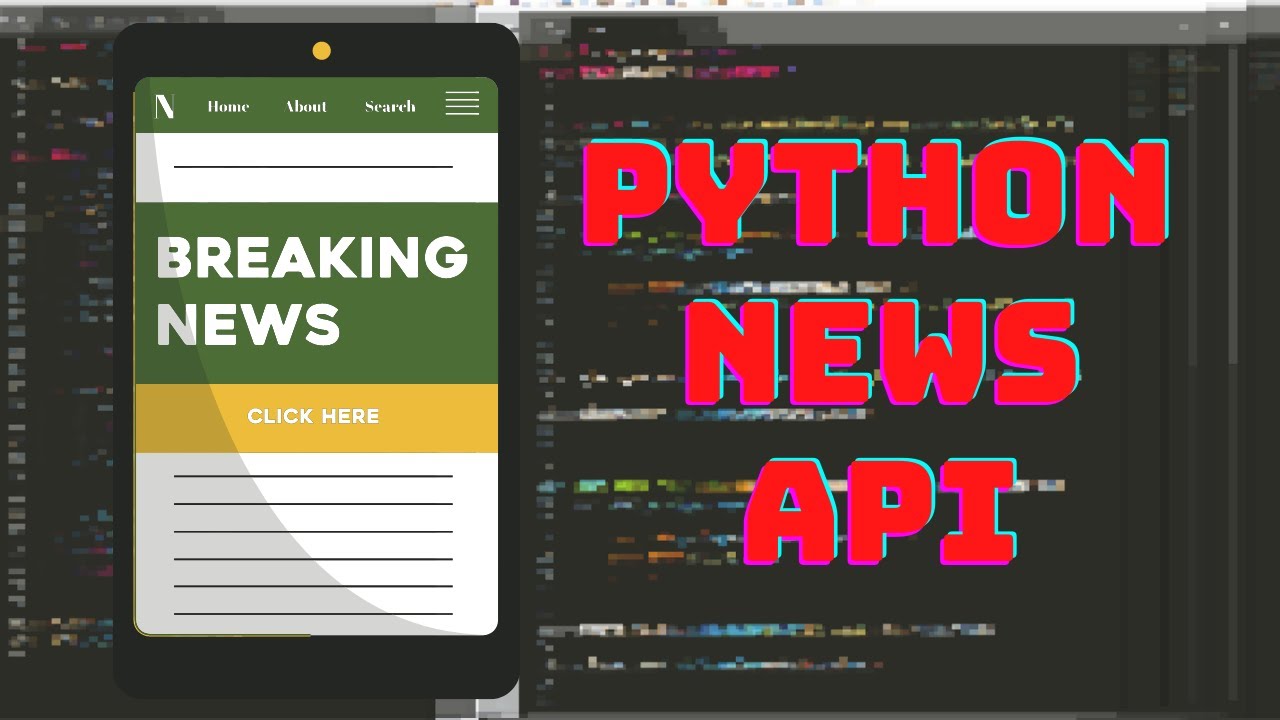 N Home About Search
BREAKING
NEWS
CLICK HERE
PYTHON
NEWS
API